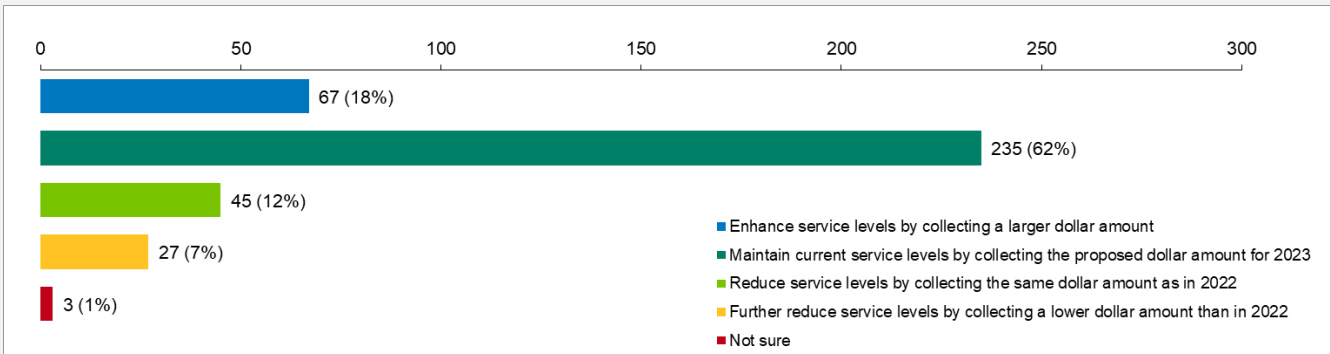 0 50 100 150 200 250 300
67 (18%)
235 (62%)
45 (12%)
27 (7%)
3 (1%)
Enhance service levels by collecting a larger dollar amount
Maintain current service levels by collecting the proposed dollar amount for 2023
Reduce service levels by collecting the same dollar amount as in 2022
Further reduce service levels by collecting a lower dollar amount than in 2022
Not sure